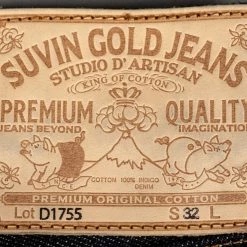 SUVIN GOLD JEANS
STUDIO D'ARTISAN
KING OF COTTON
PREMIUM QUALITY
JEANS BEYOND IMAGINATION
COTTON 100% INDIGO
DENIM
PREMIUM ORIGINAL COTTON
Lot D1755 S 32 L